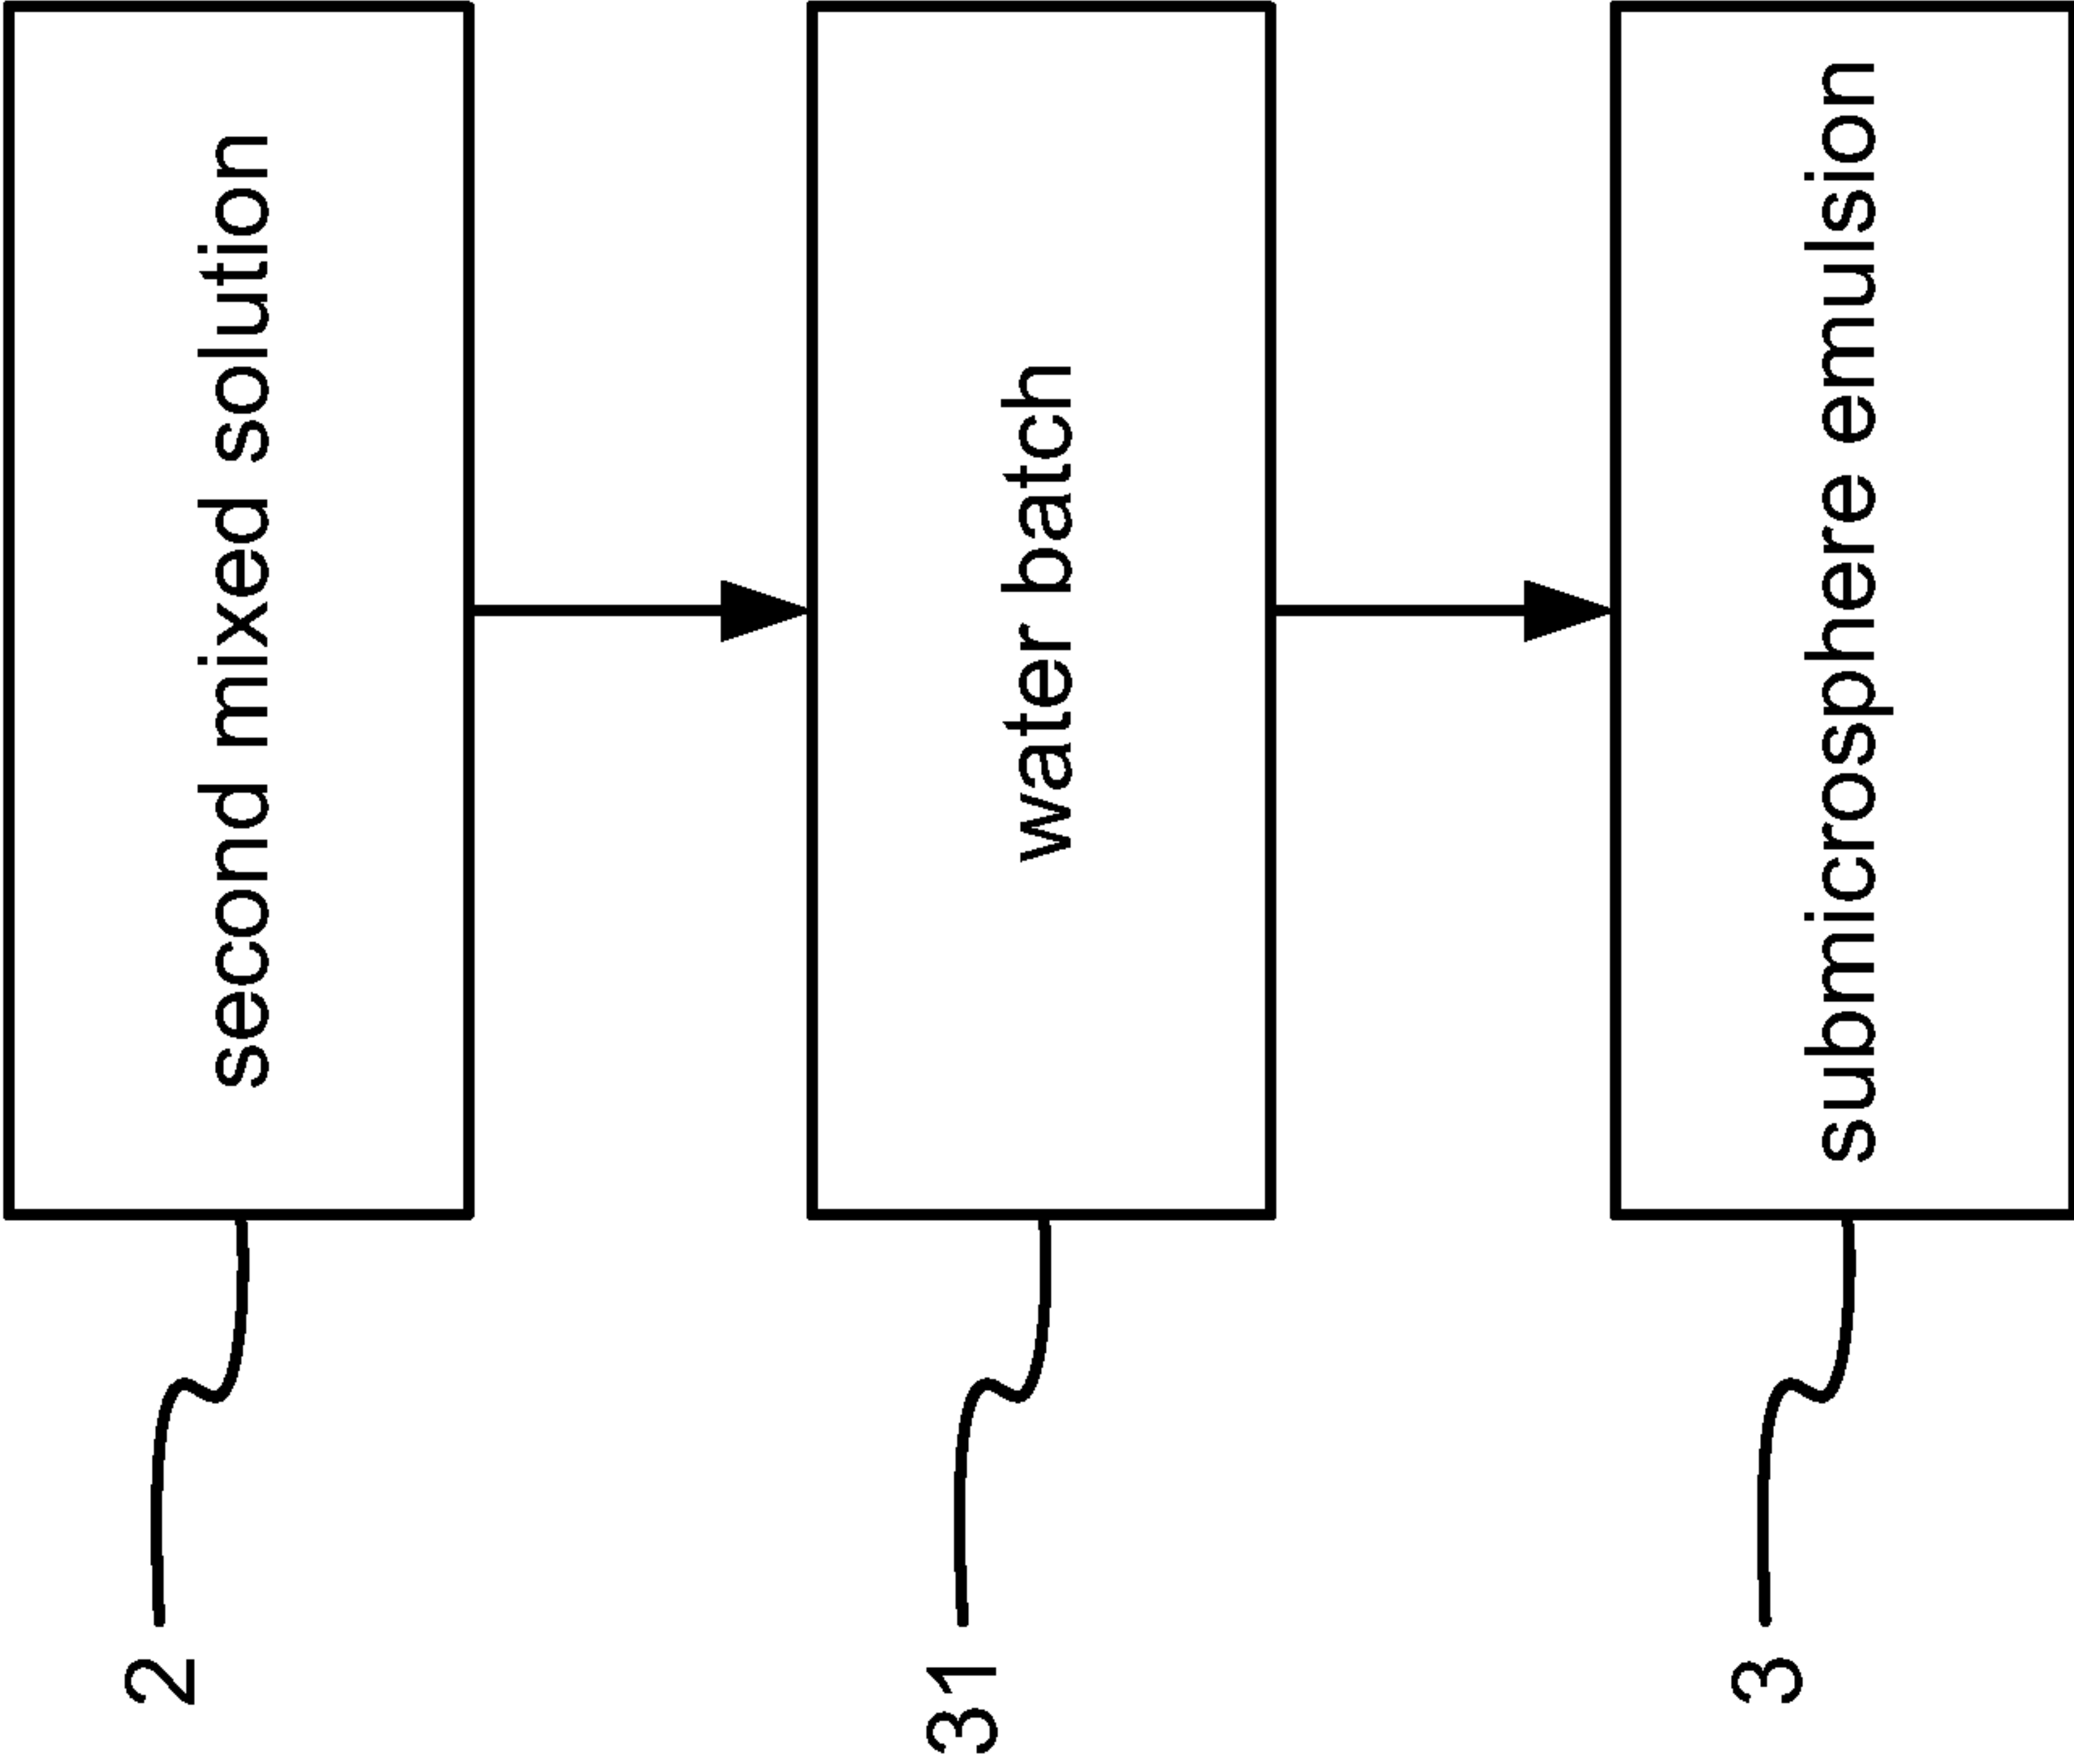 second mixed solution
2
water batch
31
submicrosphere emulsion
3